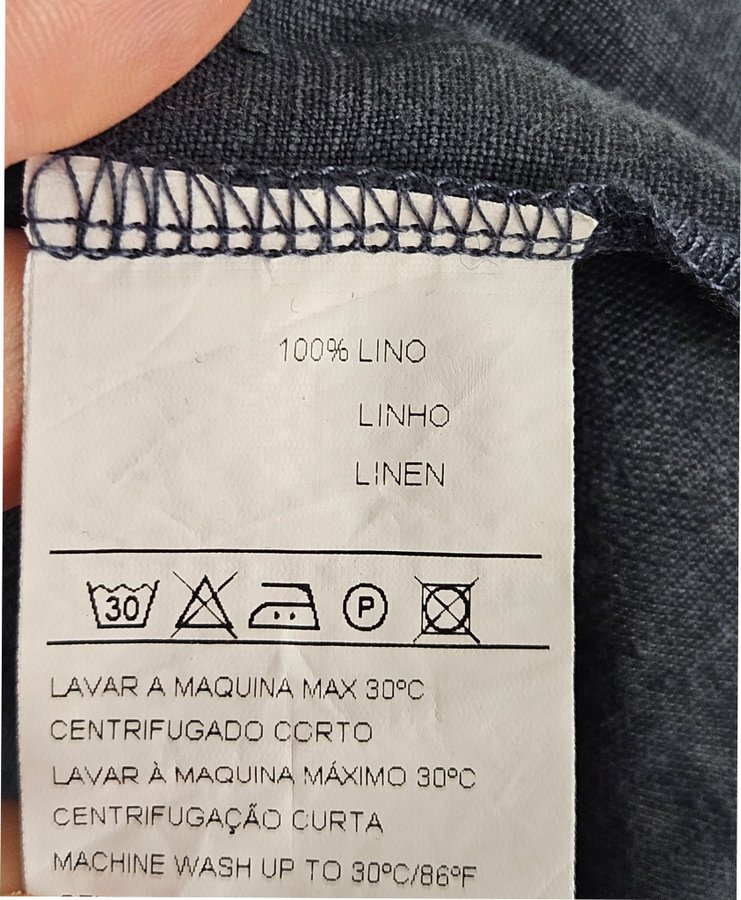 100% LINO
LINHO
LINEN
30 P
LAVAR A MAQUINA MAX 30ºC
CENTRIFUGADO CORTO
LAVAR À MAQUINA MÁXIMO 30ºC
CENTRIFUGAÇÃO CURTA
MACHINE WASH UP TO 30ºC/86ºF